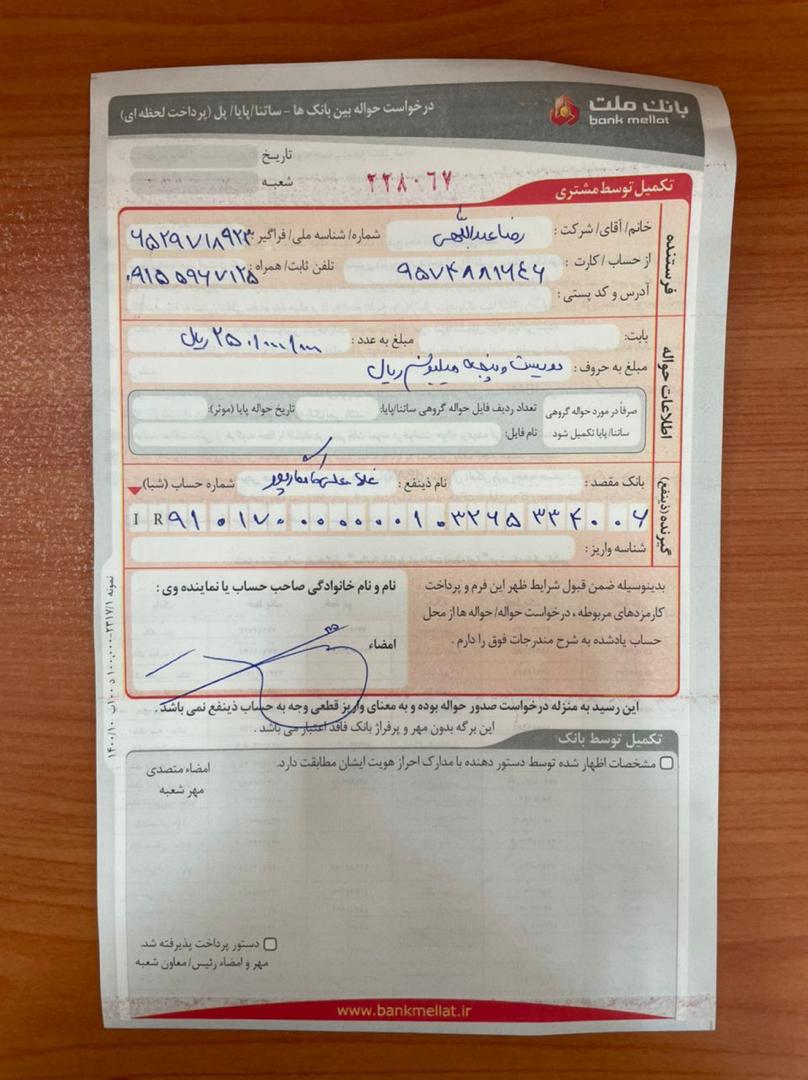 بانک ملت
bank mellat
درخواست حواله بین بانک ها - ساتنا/پایا/ پل (پرداخت لحظه ای)
تاریخ
شعبه
۲۲۸۰۶۷
تکمیل توسط مشتری
فرستنده
خانم/ آقای/ شرکت : رضا عبداللهی شماره/ شناسه ملی/ فراگیر : ۶۵۲۹۷۱۸۹۲۳
از حساب /کارت : ۹۵۷۴۸۸۱۶۴۶ تلفن ثابت/ همراه : ۰۹۱۵۵۹۶۷۱۲۵
آدرس و کد پستی :
اطلاعات حواله
بابت: مبلغ به عدد : ۲۵۰/۰۰۰/۰۰۰ ریال
مبلغ به حروف : دویست و پنجاه میلیون ریال
صرفاً در مورد حواله گروهی تعداد ردیف فایل حواله گروهی ساتنا/پایا: تاریخ حواله پایا (موثر):
ساتنا/پایا تکمیل شود نام فایل:
گیرنده (ذینفع)
بانک مقصد : نام ذینفع : شماره حساب (شبا)
IR ۹۱۰۱۷۰۰۰۰۰۰۰۱۰۳۲۶۵۳۳۴۰۰۶
شناسه واریز :
بدینوسیله ضمن قبول شرایط ظهر این فرم و پرداخت
کارمزدهای مربوطه ، درخواست حواله/حواله ها از محل
حساب یادشده به شرح مندرجات فوق را دارم .
نام و نام خانوادگی صاحب حساب یا نماینده وی :
امضاء
این رسید به منزله درخواست صدور حواله بوده و به معنای واریز قطعی وجه به حساب ذینفع نمی باشد .
این برگه بدون مهر و پرفراژ بانک فاقد اعتبار می باشد .
تکمیل توسط بانک
مشخصات اظهار شده توسط دستور دهنده با مدارک احراز هویت ایشان مطابقت دارد.
امضاء متصدی
مهر شعبه
دستور پرداخت پذیرفته شد.
مهر و امضاء رئیس/ معاون شعبه
www.bankmellat.ir
نمونه ۲۳۱۷/۱-۱۰۰,۰۰۰ د ۱۰۰ب ۱۴۰۰/۱۰